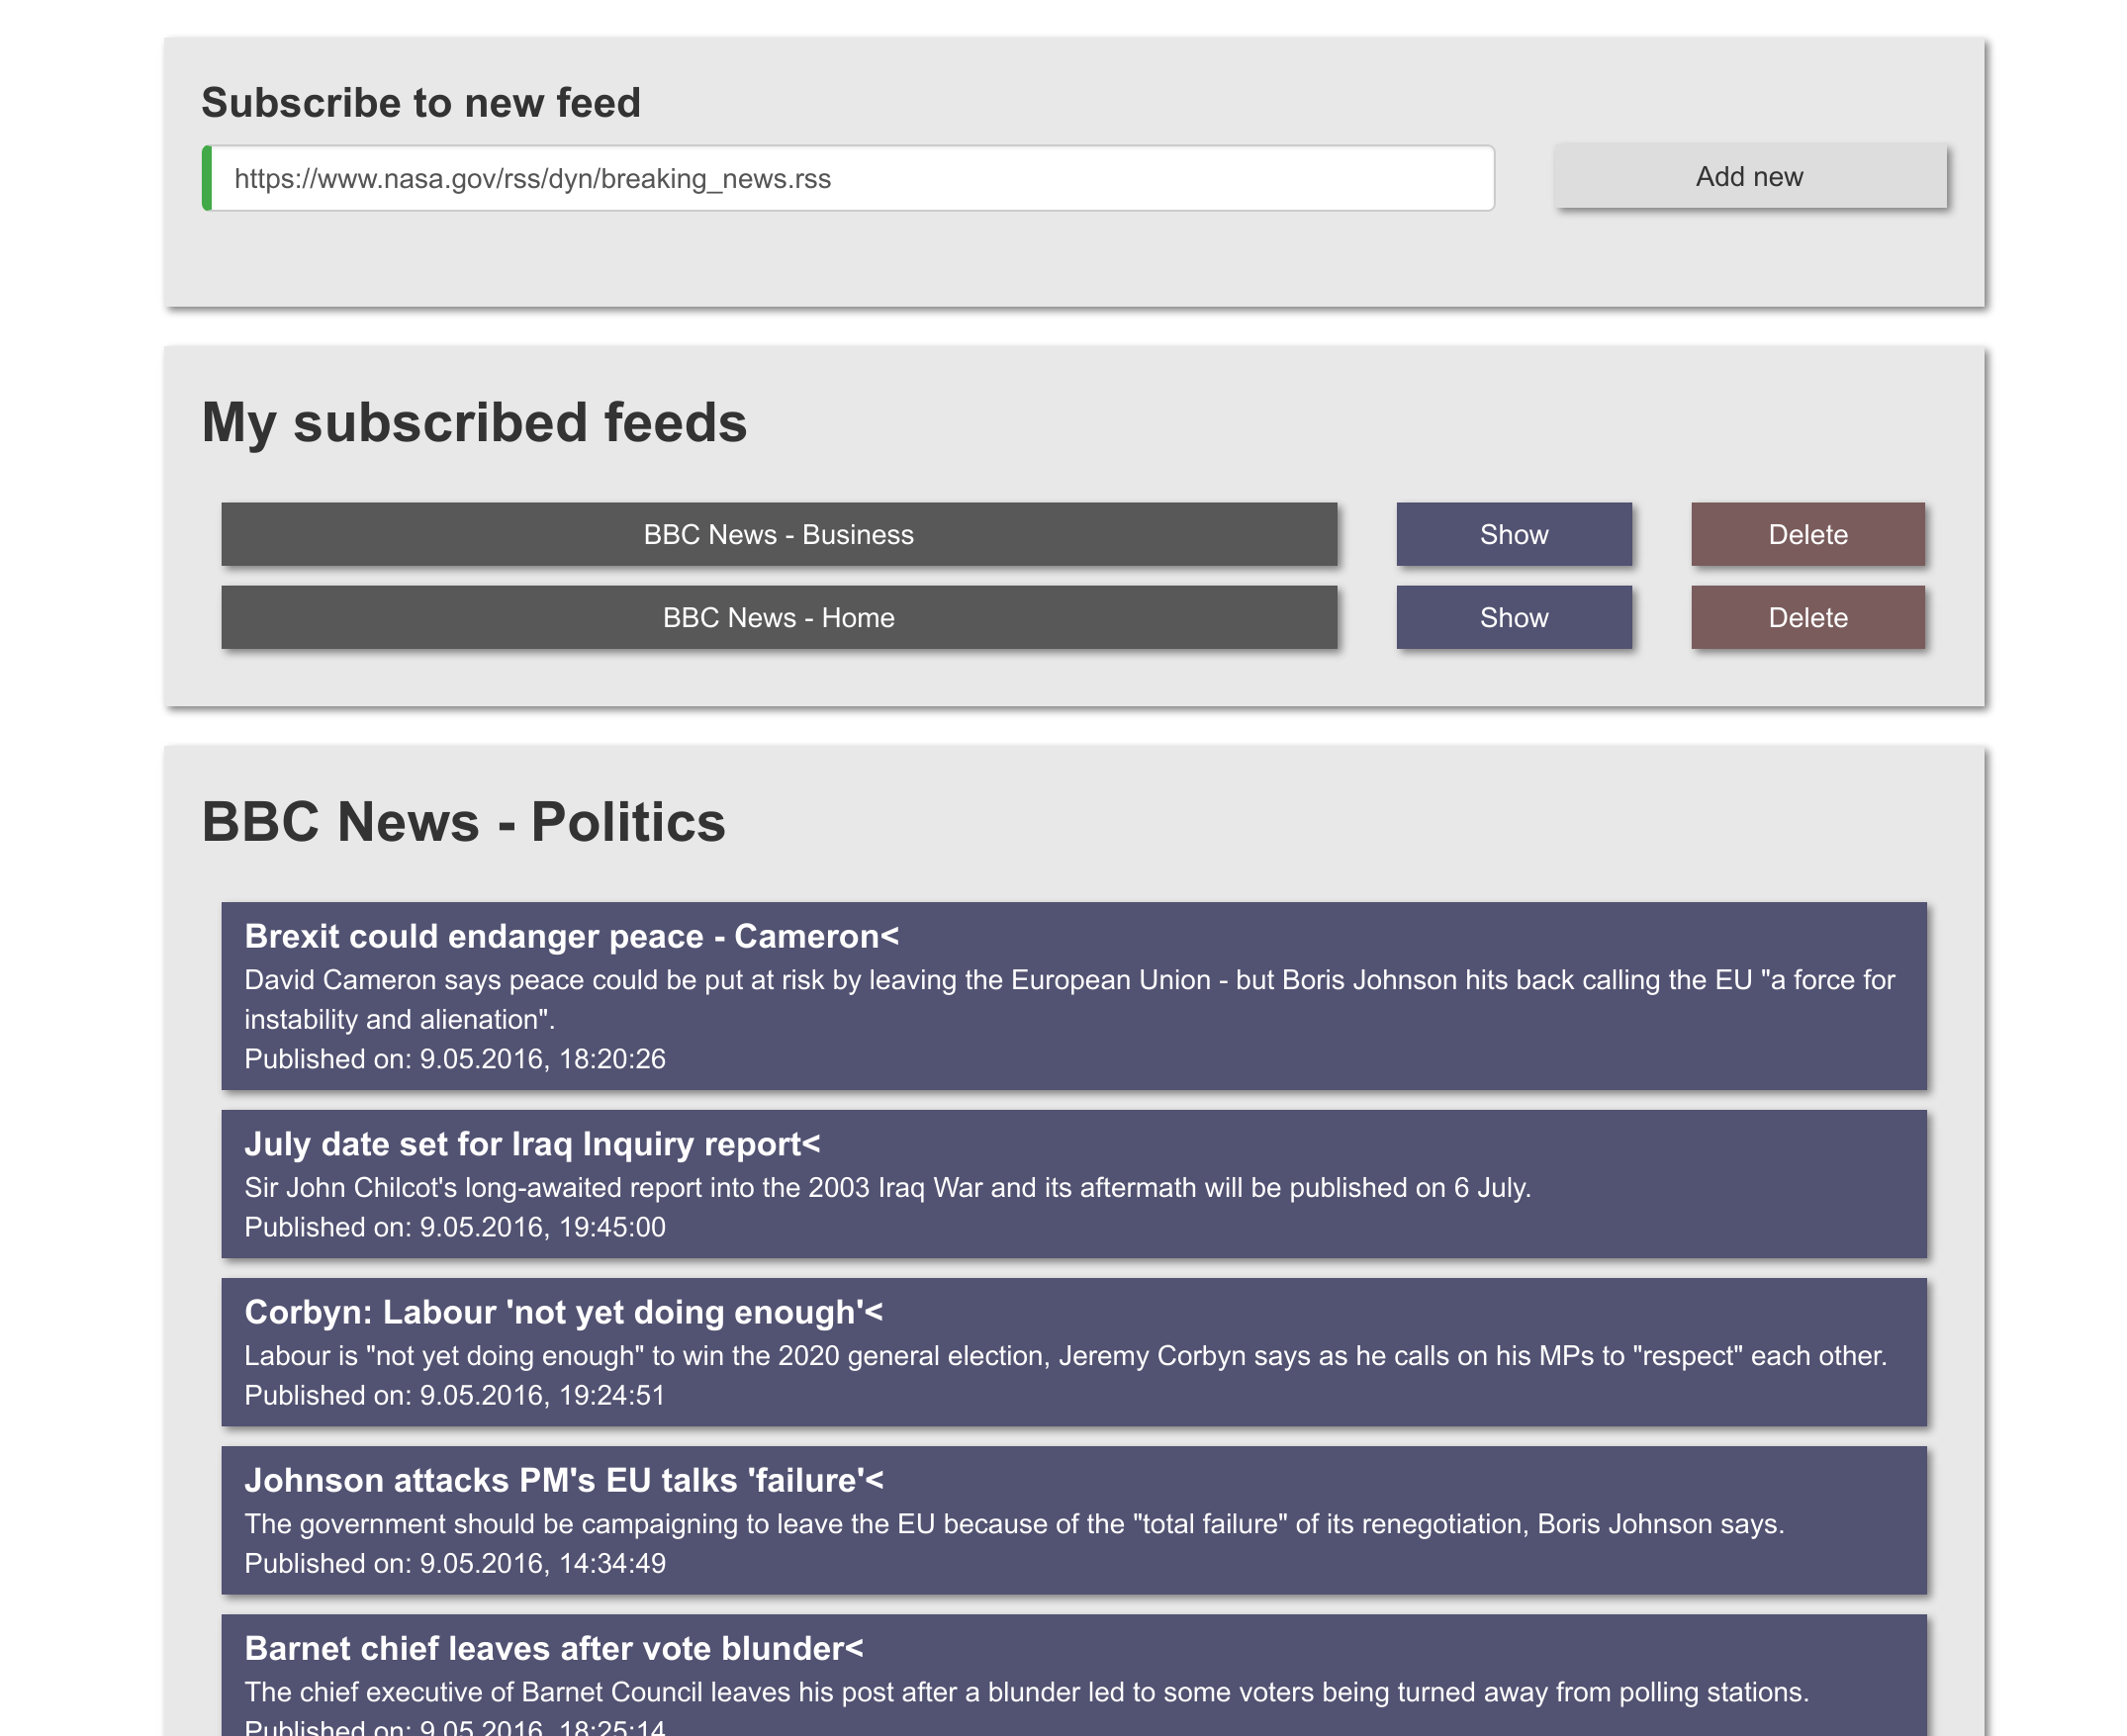 Subscribe to new feed
https://www.nasa.gov/rss/dyn/breaking_news.rss
Add new
My subscribed feeds
BBC News - Business
Show
Delete
BBC News - Home
Show
Delete
BBC News - Politics
Brexit could endanger peace - Cameron<
David Cameron says peace could be put at risk by leaving the European Union - but Boris Johnson hits back calling the EU "a force for
instability and alienation".
Published on: 9.05.2016, 18:20:26
July date set for Iraq Inquiry report<
Sir John Chilcot's long-awaited report into the 2003 Iraq War and its aftermath will be published on 6 July.
Published on: 9.05.2016, 19:45:00
Corbyn: Labour 'not yet doing enough'<
Labour is "not yet doing enough" to win the 2020 general election, Jeremy Corbyn says as he calls on his MPs to "respect" each other.
Published on: 9.05.2016, 19:24:51
Johnson attacks PM's EU talks 'failure'<
The government should be campaigning to leave the EU because of the "total failure" of its renegotiation, Boris Johnson says.
Published on: 9.05.2016, 14:34:49
Barnet chief leaves after vote blunder<
The chief executive of Barnet Council leaves his post after a blunder led to some voters being turned away from polling stations.
Published on: 9.05.2016, 18:25:14